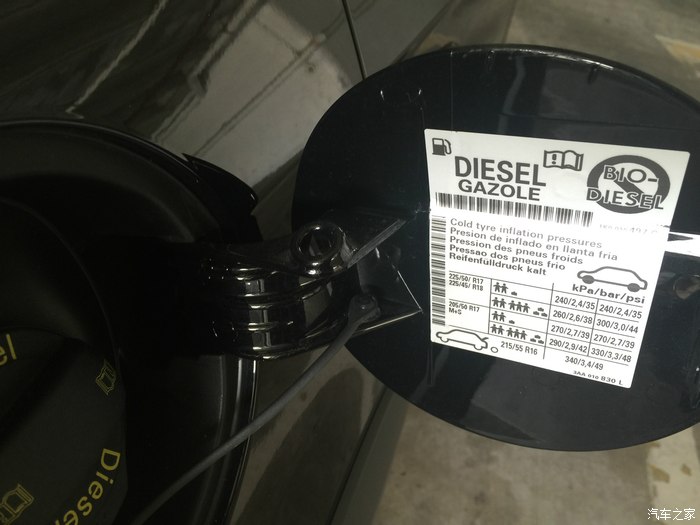 DIESEL
GAZOLE
BIO-
DIESEL
Cold tyre inflation pressures
Presion de inflado en llanta fria
Pression des pneus froids
Pressao dos pneus frio
Reifenfülldruck kalt
kPa/bar/psi
225/50/ R17
225/45/ R18
240/2,4/35 240/2,4/35
260/2,6/38 300/3,0/44
205/50 R17
M+S
270/2,7/39 270/2,7/39
290/2,9/42 330/3,3/48
215/55 R16
340/3,4/49
5AA 010 830 L
Diesel
汽车之家